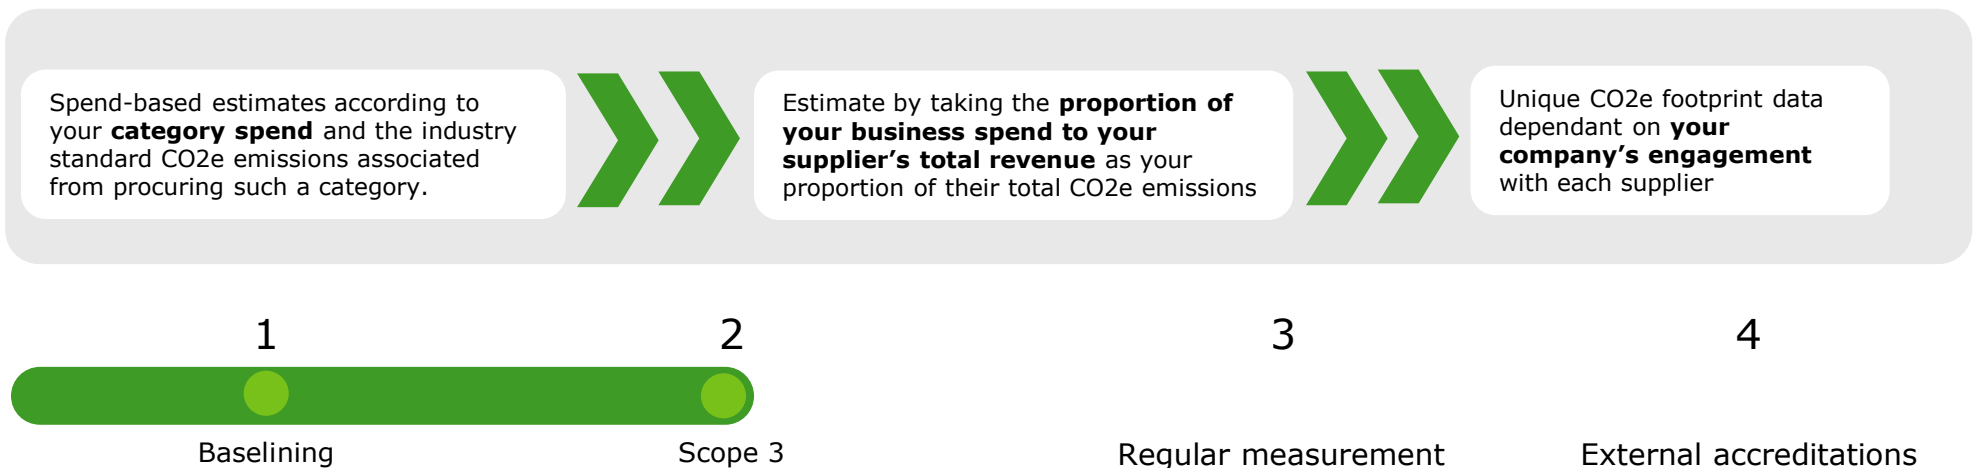 Spend-based estimates according to
your category spend and the industry
standard CO2e emissions associated
from procuring such a category.
Estimate by taking the proportion of
your business spend to your
supplier's total revenue as your
proportion of their total CO2e emissions
Unique CO2e footprint data
dependant on your
company's engagement
with each supplier
1
2
3
4
Baselining
Scope 3
Regular measurement
External accreditations